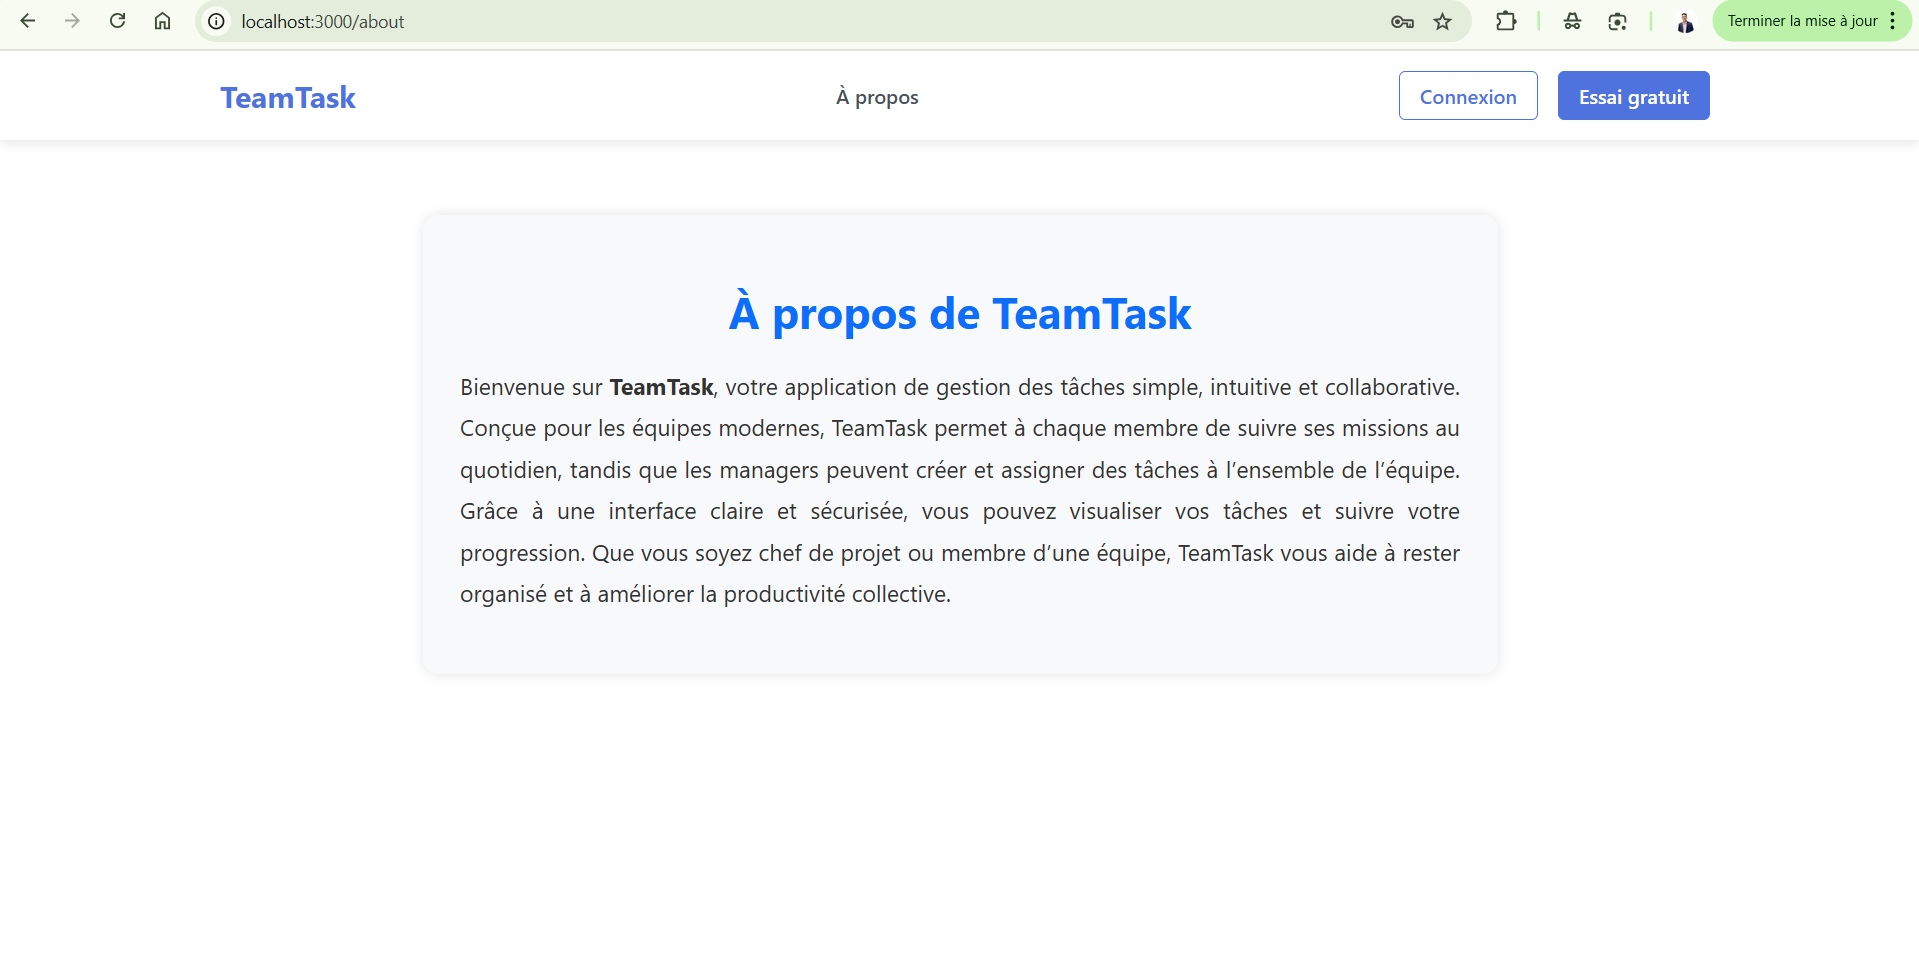 localhost:3000/about
Terminer la mise à jour
TeamTask
À propos
Connexion
Essai gratuit
À propos de TeamTask
Bienvenue sur TeamTask, votre application de gestion des tâches simple, intuitive et collaborative.
Conçue pour les équipes modernes, TeamTask permet à chaque membre de suivre ses missions au
quotidien, tandis que les managers peuvent créer et assigner des tâches à l’ensemble de l’équipe.
Grâce à une interface claire et sécurisée, vous pouvez visualiser vos tâches et suivre votre
progression. Que vous soyez chef de projet ou membre d’une équipe, TeamTask vous aide à rester
organisé et à améliorer la productivité collective.